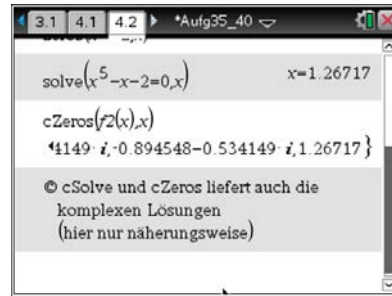 3.1 4.1 4.2 *Aufg35_40
solve(x^5-x-2=0,x) x=1.26717
cZeros(f2(x),x)
4149·i,-0.894548-0.534149·i,1.26717}
© cSolve und cZeros liefert auch die
komplexen Lösungen
(hier nur näherungsweise)